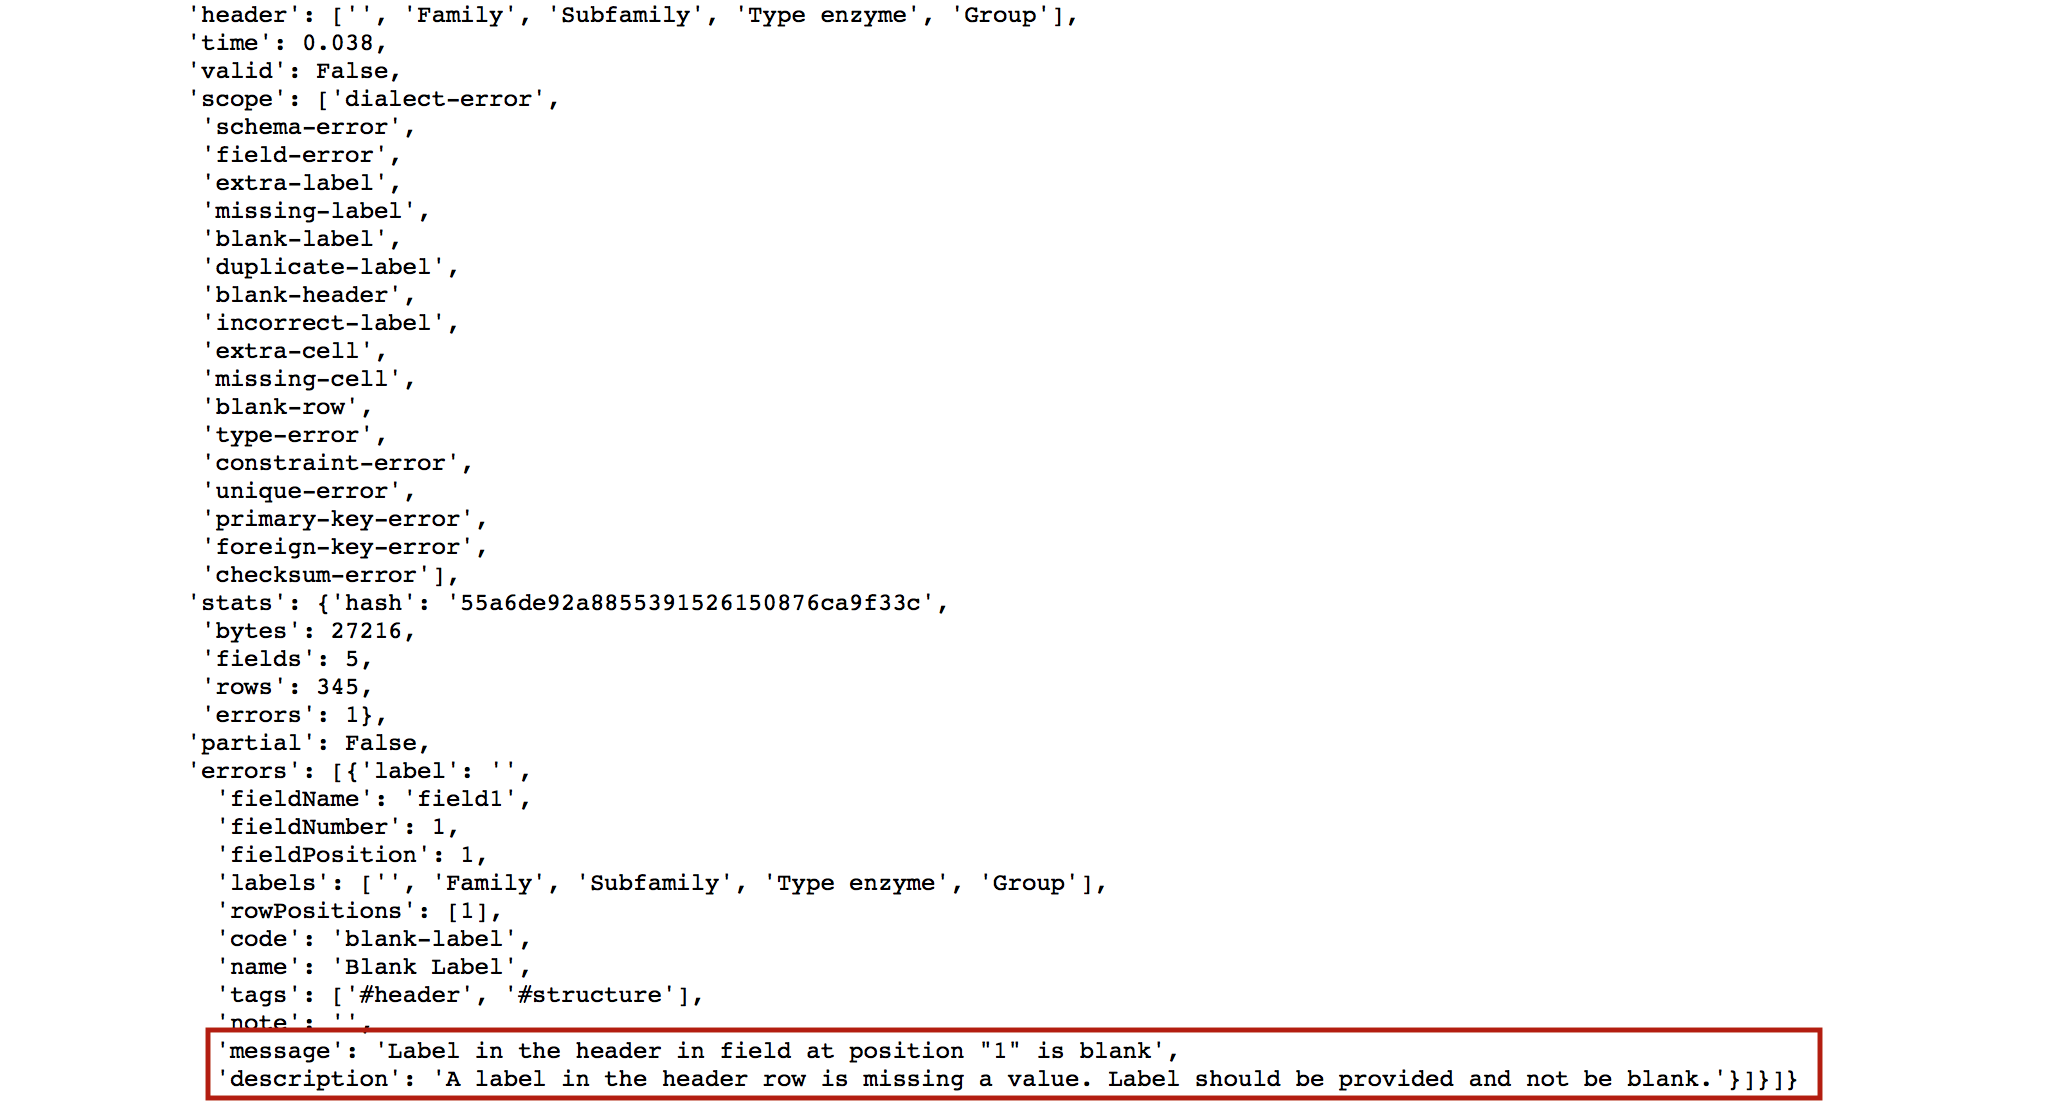 'header': ['', 'Family', 'Subfamily', 'Type enzyme', 'Group'],
'time': 0.038,
'valid': False,
'scope': ['dialect-error',
'schema-error',
'field-error',
'extra-label',
'missing-label',
'blank-label',
'duplicate-label',
'blank-header',
'incorrect-label',
'extra-cell',
'missing-cell',
'blank-row',
'type-error',
'constraint-error',
'unique-error',
'primary-key-error',
'foreign-key-error',
'checksum-error'],
'stats': {'hash': '55a6de92a8855391526150876ca9f33c',
'bytes': 27216,
'fields': 5,
'rows': 345,
'errors': 1},
'partial': False,
'errors': [{'label': '',
'fieldName': 'field1',
'fieldNumber': 1,
'fieldPosition': 1,
'labels': ['', 'Family', 'Subfamily', 'Type enzyme', 'Group'],
'rowPositions': [1],
'code': 'blank-label',
'name': 'Blank Label',
'tags': ['#header', '#structure'],
'note': '',
'message': 'Label in the header in field at position "1" is blank',
'description': 'A label in the header row is missing a value. Label should be provided and not be blank.'}]}]}